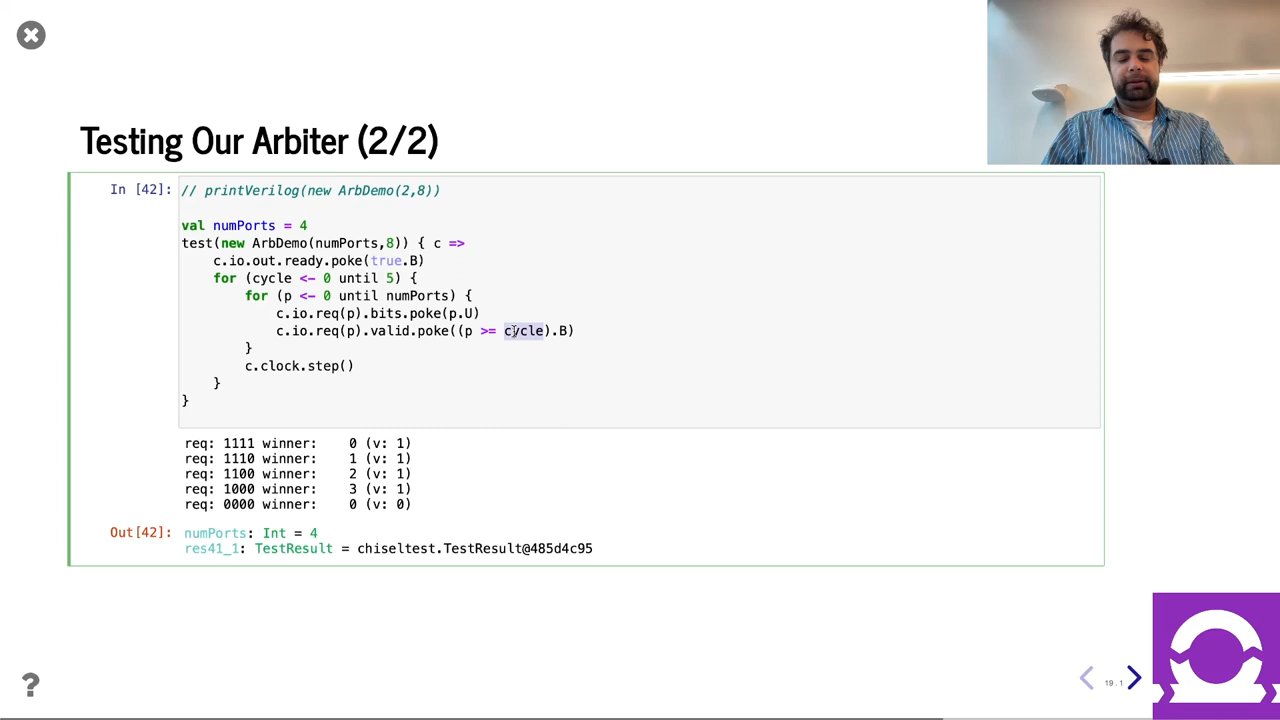 Testing Our Arbiter (2/2)
In [42]: // printVerilog(new ArbDemo(2,8))
val numPorts = 4
test(new ArbDemo(numPorts,8)) { c =>
    c.io.out.ready.poke(true.B)
    for (cycle <- 0 until 5) {
        for (p <- 0 until numPorts) {
            c.io.req(p).bits.poke(p.U)
            c.io.req(p).valid.poke((p >= cycle).B)
        }
        c.clock.step()
    }
}
req: 1111 winner:    0 (v: 1)
req: 1110 winner:    1 (v: 1)
req: 1100 winner:    2 (v: 1)
req: 1000 winner:    3 (v: 1)
req: 0000 winner:    0 (v: 0)
Out[42]: numPorts: Int = 4
res41_1: TestResult = chiseltest.TestResult@485d4c95
?
19.1